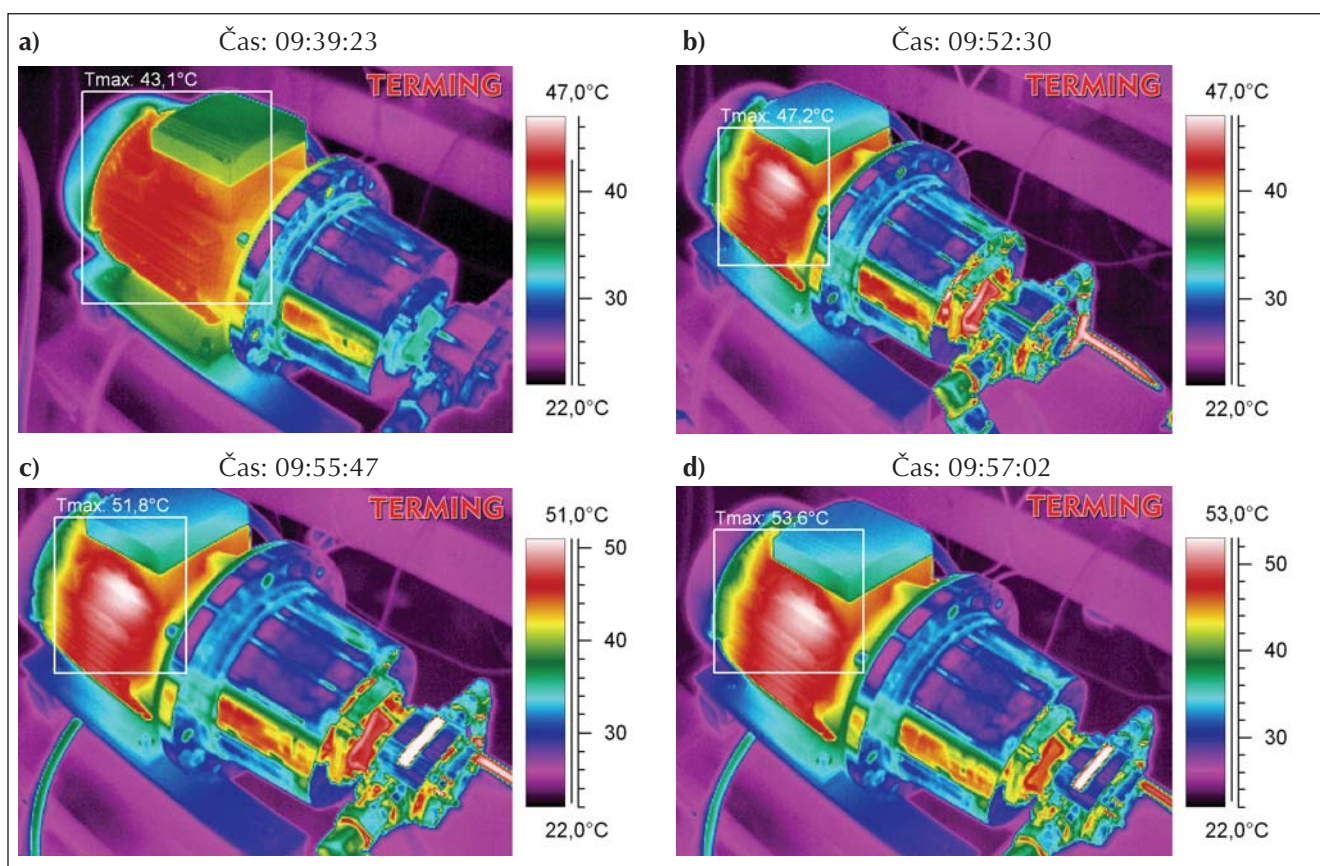 a) Čas: 09:39:23
Tmax: 43,1°C
TERMING
47,0°C
40
30
22,0°C
b) Čas: 09:52:30
Tmax: 47,2°C
TERMING
47,0°C
40
30
22,0°C
c) Čas: 09:55:47
Tmax: 51,8°C
TERMING
51,0°C
50
40
30
22,0°C
d) Čas: 09:57:02
Tmax: 53,6°C
TERMING
53,0°C
50
40
30
22,0°C